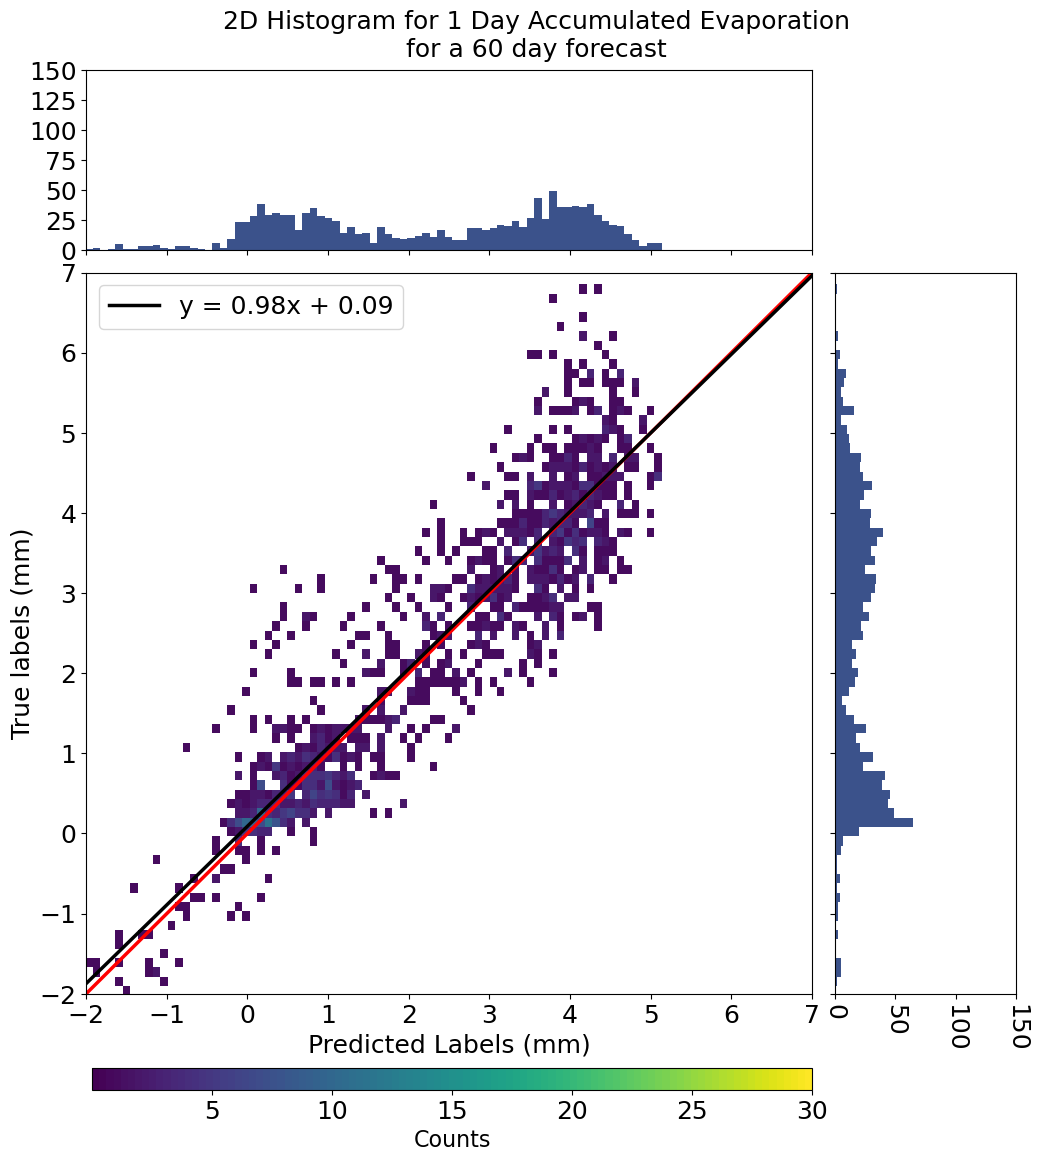 2D Histogram for 1 Day Accumulated Evaporation
for a 60 day forecast
150
125
100
75
50
25
0
7
6
5
4
3
2
1
0
−1
−2
True labels (mm)
y = 0.98x + 0.09
−2 −1 0 1 2 3 4 5 6 7
Predicted Labels (mm)
0 50 100 150
5 10 15 20 25 30
Counts